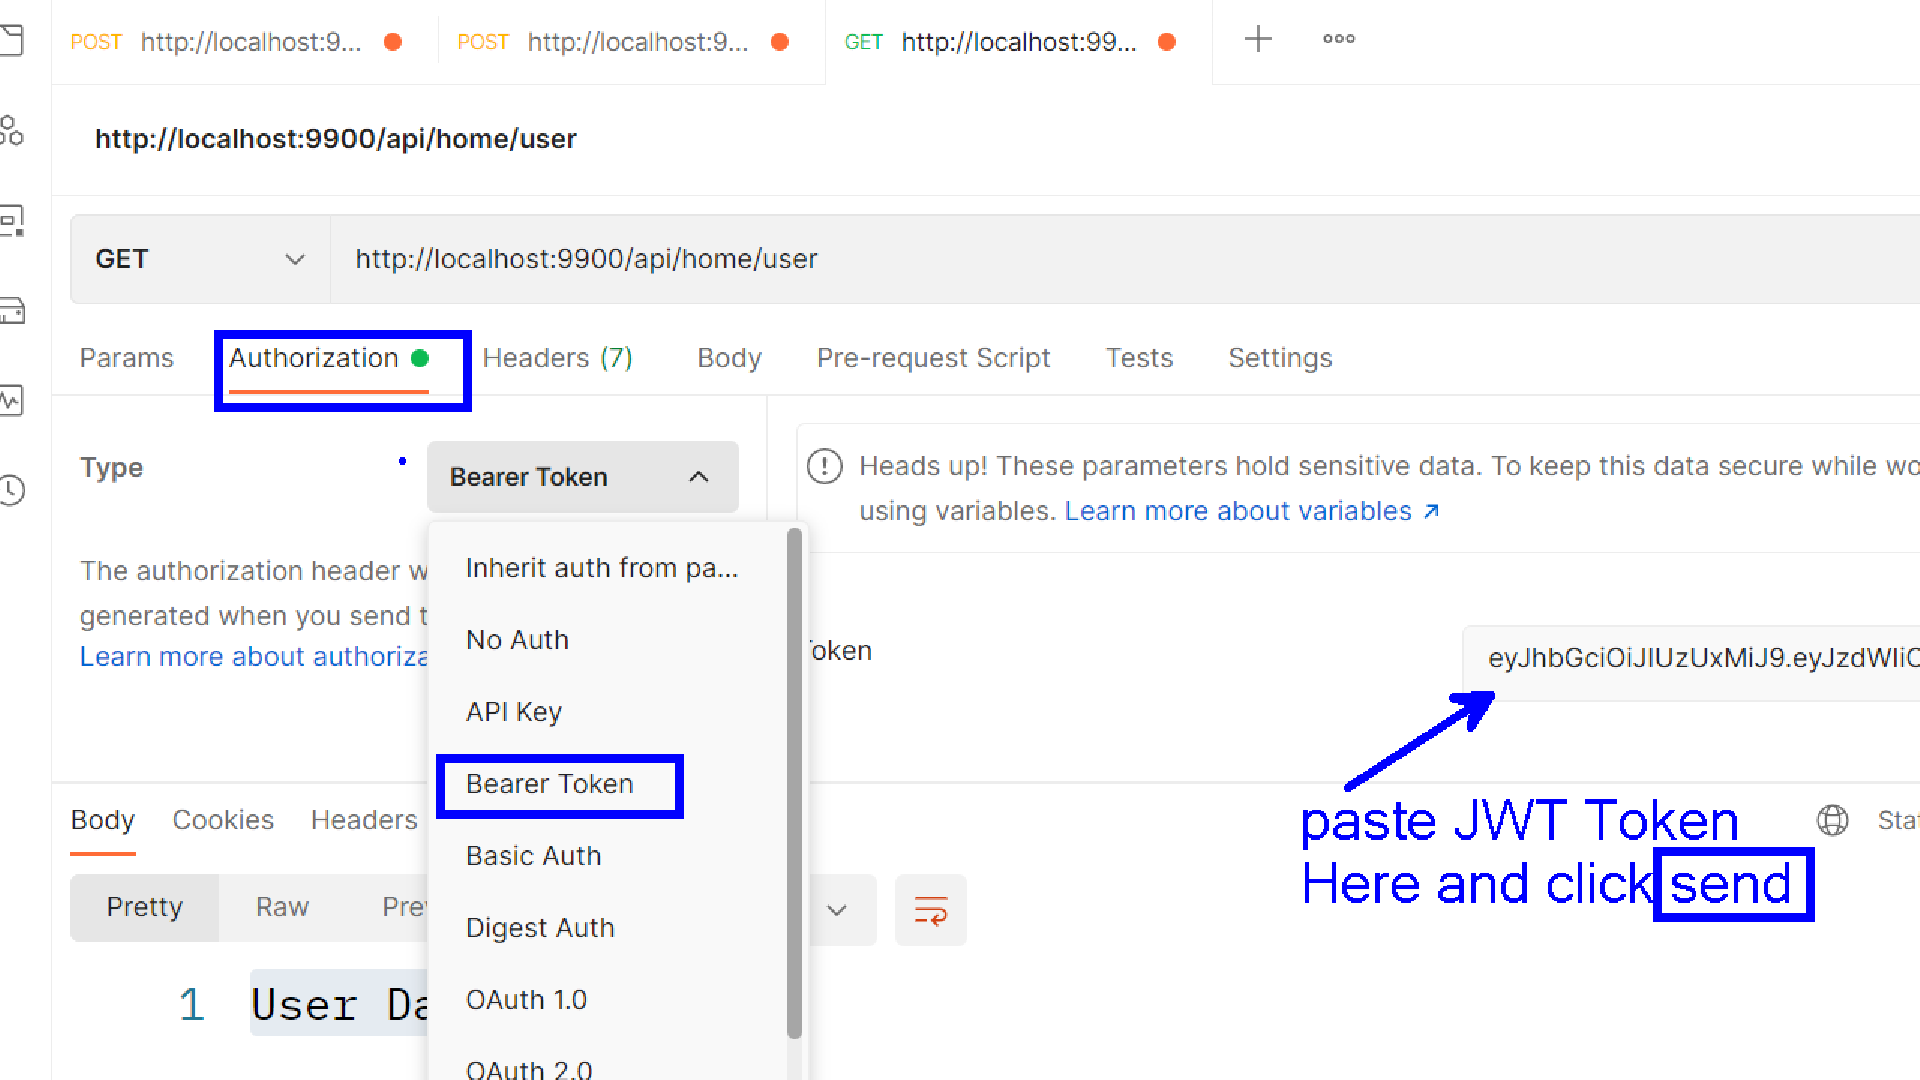 POST http://localhost:9... POST http://localhost:9... GET http://localhost:99...
http://localhost:9900/api/home/user
GET http://localhost:9900/api/home/user
Params Authorization Headers (7) Body Pre-request Script Tests Settings
Type Bearer Token
Heads up! These parameters hold sensitive data. To keep this data secure while wo
using variables. Learn more about variables ↗
The authorization header w
generated when you send t
Learn more about authoriza
Inherit auth from pa...
No Auth
API Key
Bearer Token
Basic Auth
Digest Auth
OAuth 1.0
OAuth 2.0
oken
eyJhbGciOiJIUzUxMiJ9.eyJzdWIiO
paste JWT Token
Here and click send
Body Cookies Headers
Stat
Pretty Raw Pre
1 User Da